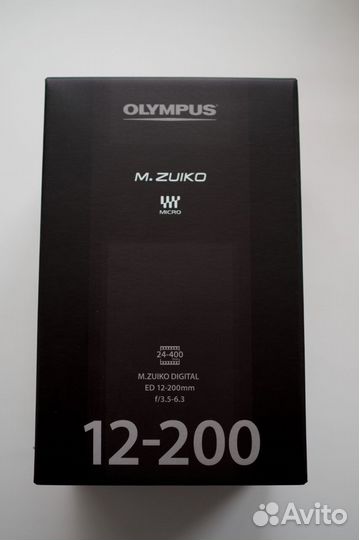 OLYMPUS
M.ZUIKO
MICRO
24-400
M.ZUIKO DIGITAL
ED 12-200mm
f/3.5-6.3
12-200
Avito